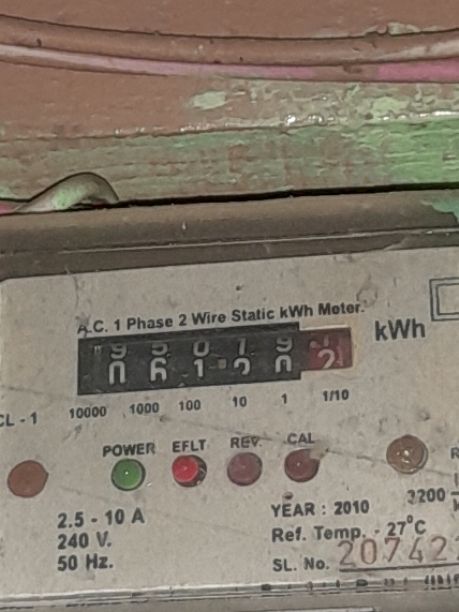 A.C. 1 Phase 2 Wire Static kWh Meter.
kWh
CL - 1
10000 1000 100 10 1 1/10
POWER EFLT REV. CAL
2.5 - 10 A
240 V.
50 Hz.
YEAR : 2010
3200
Ref. Temp. - 27°C
SL. No. 20742